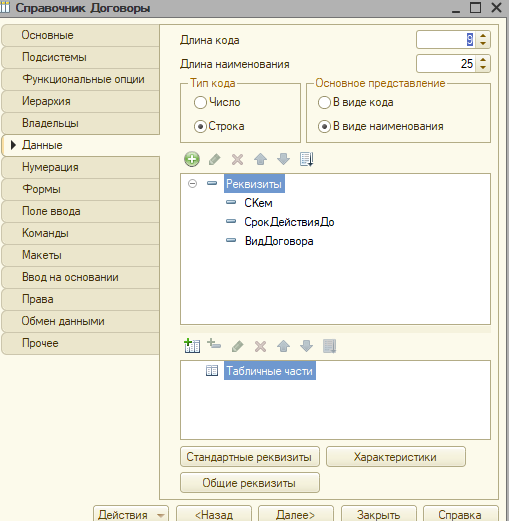 Справочник Договоры
Основные
Подсистемы
Функциональные опции
Иерархия
Владельцы
Данные
Нумерация
Формы
Поле ввода
Команды
Макеты
Ввод на основании
Права
Обмен данными
Прочее
Длина кода 9
Длина наименования 25
Тип кода
Число
Строка
Основное представление
В виде кода
В виде наименования
Реквизиты
СКем
СрокДействияДо
ВидДоговора
Табличные части
Стандартные реквизиты Характеристики
Общие реквизиты
Действия <Назад Далее> Закрыть Справка